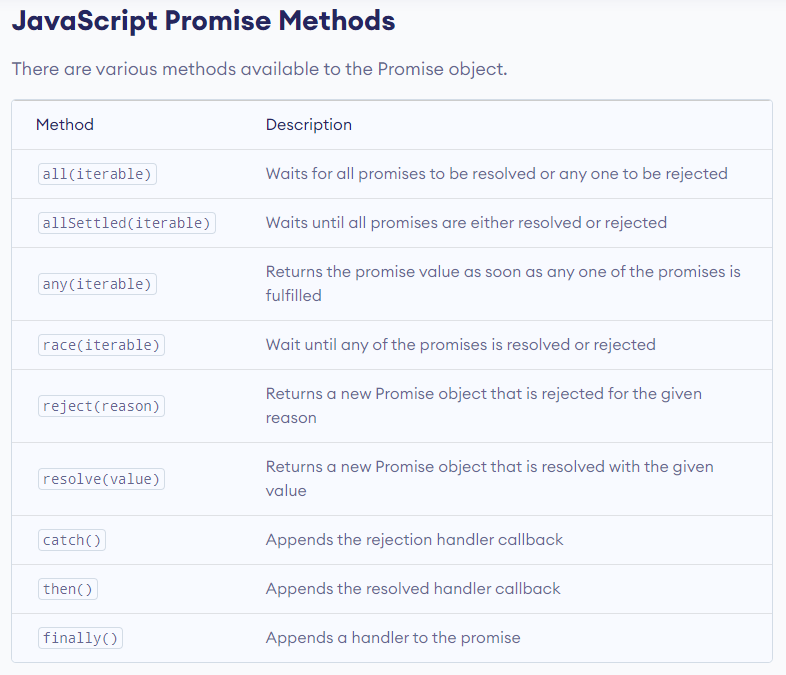 JavaScript Promise Methods
There are various methods available to the Promise object.
Method Description
all(iterable) Waits for all promises to be resolved or any one to be rejected
allSettled(iterable) Waits until all promises are either resolved or rejected
any(iterable) Returns the promise value as soon as any one of the promises is
fulfilled
race(iterable) Wait until any of the promises is resolved or rejected
reject(reason) Returns a new Promise object that is rejected for the given
reason
resolve(value) Returns a new Promise object that is resolved with the given
value
catch() Appends the rejection handler callback
then() Appends the resolved handler callback
finally() Appends a handler to the promise